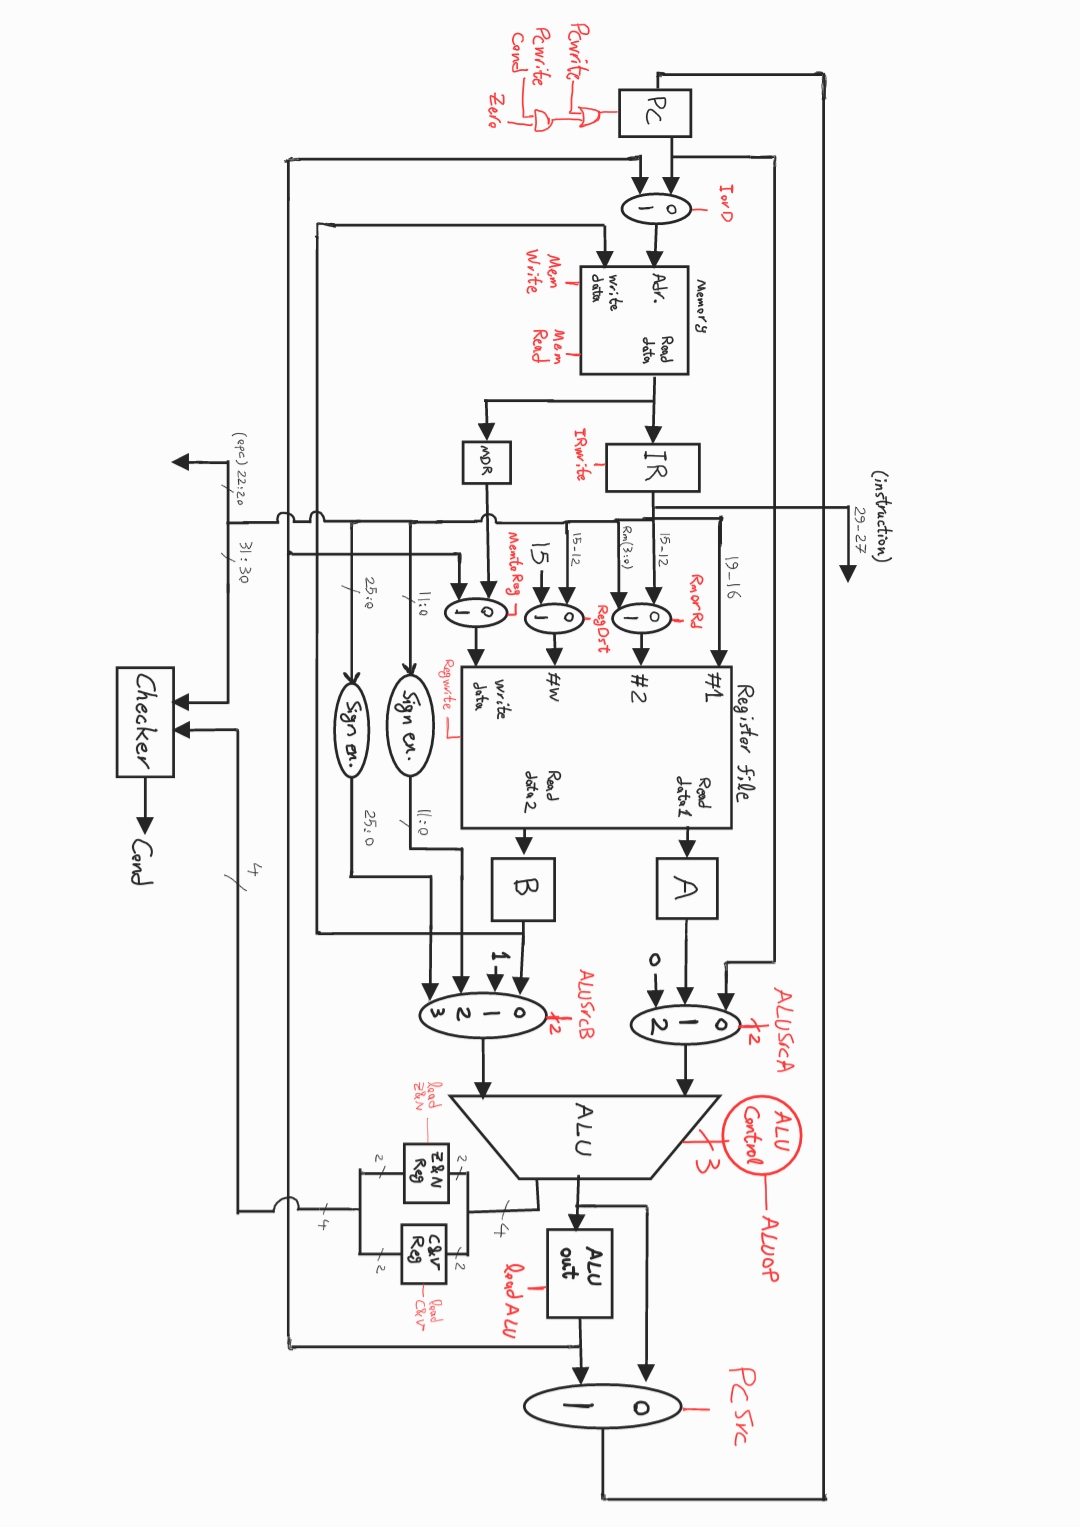 (instruction)
29-27
IorD
PC
0
1
Memory
Adr.
Read
data
write
data
Mem
Write
Mem
Read
PCwrite
PCwrite
Cond
Zero
IR
IRwrite
MDR
19-16
RmorRd
15-12
0
1
Rm(3:0)
RegDst
15-12
0
1
15
MemtoReg
0
1
Register file
#1
#2
#w
write
data
Read
data1
Read
data2
Regwrite
A
B
ALUSrcA
2
0
1
2
0
ALUSrcB
2
0
1
2
3
1
11:0
Sign en.
11:0
25:0
Sign en.
25:0
ALU
Control
ALUOP
3
ALU
ALU
out
load ALU
PCSrc
0
1
4
2
2
load
Z&N
Z&N
Reg
C&V
Reg
load
C&V
2
2
4
(opc) 22:20
31:30
4
Checker
Cond